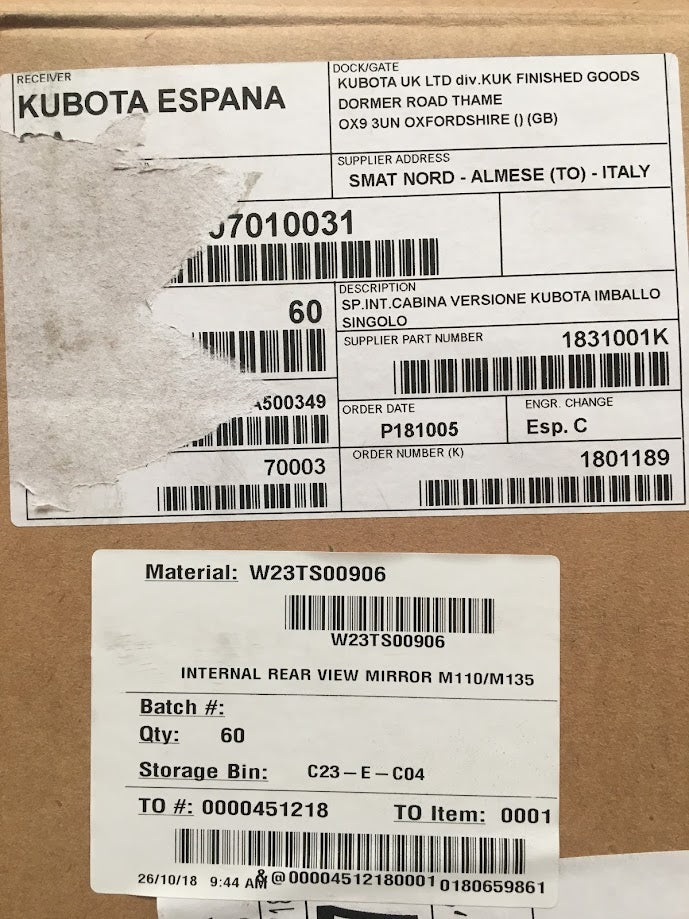 RECEIVER
KUBOTA ESPANA
DOCK/GATE
KUBOTA UK LTD div.KUK FINISHED GOODS
DORMER ROAD THAME
OX9 3UN OXFORDSHIRE () (GB)
SUPPLIER ADDRESS
SMAT NORD - ALMESE (TO) - ITALY
J7010031
60
DESCRIPTION
SP.INT.CABINA VERSIONE KUBOTA IMBALLO
SINGOLO
SUPPLIER PART NUMBER
1831001K
A500349
ORDER DATE
P181005
ENGR. CHANGE
Esp. C
70003
ORDER NUMBER (K)
1801189
Material: W23TS00906
W23TS00906
INTERNAL REAR VIEW MIRROR M110/M135
Batch #:
Qty: 60
Storage Bin: C23-E-C04
TO #: 0000451218 TO Item: 0001
26/10/18 9:44 AM &@00004512180001 0180659861